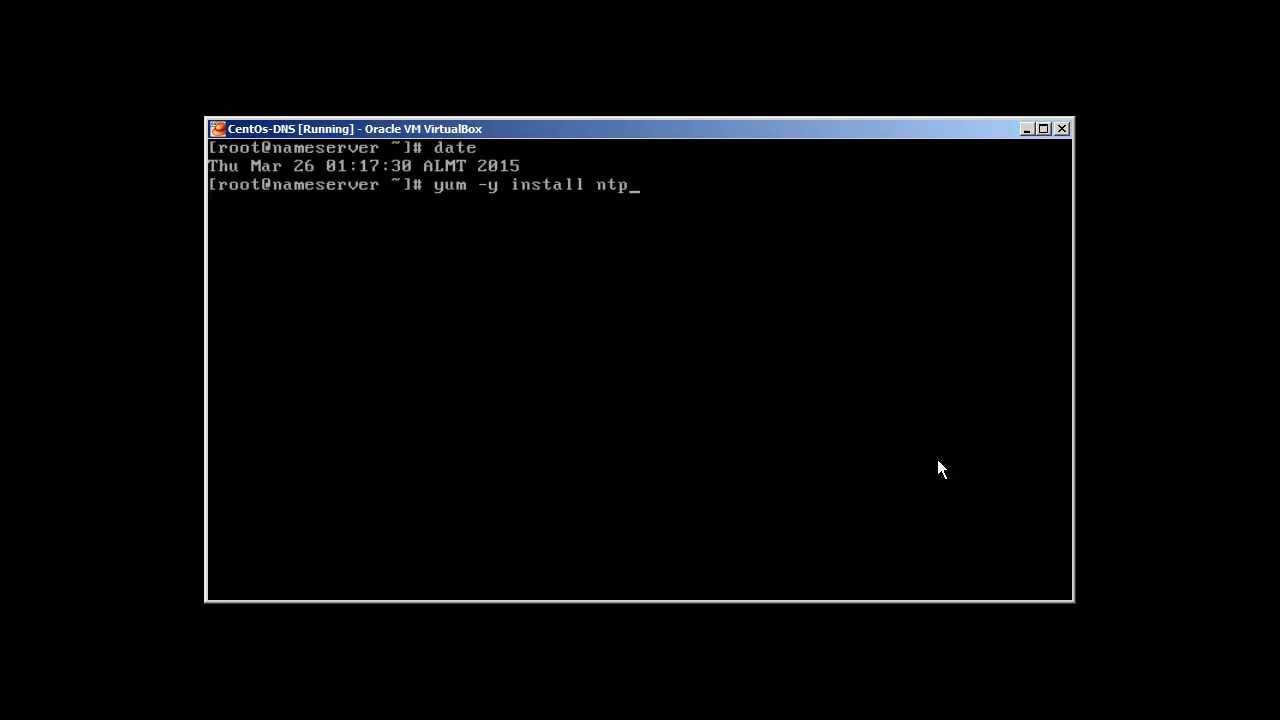 CentOs-DNS [Running] - Oracle VM VirtualBox
[root@nameserver ~]# date
Thu Mar 26 01:17:30 ALMT 2015
[root@nameserver ~]# yum -y install ntp_